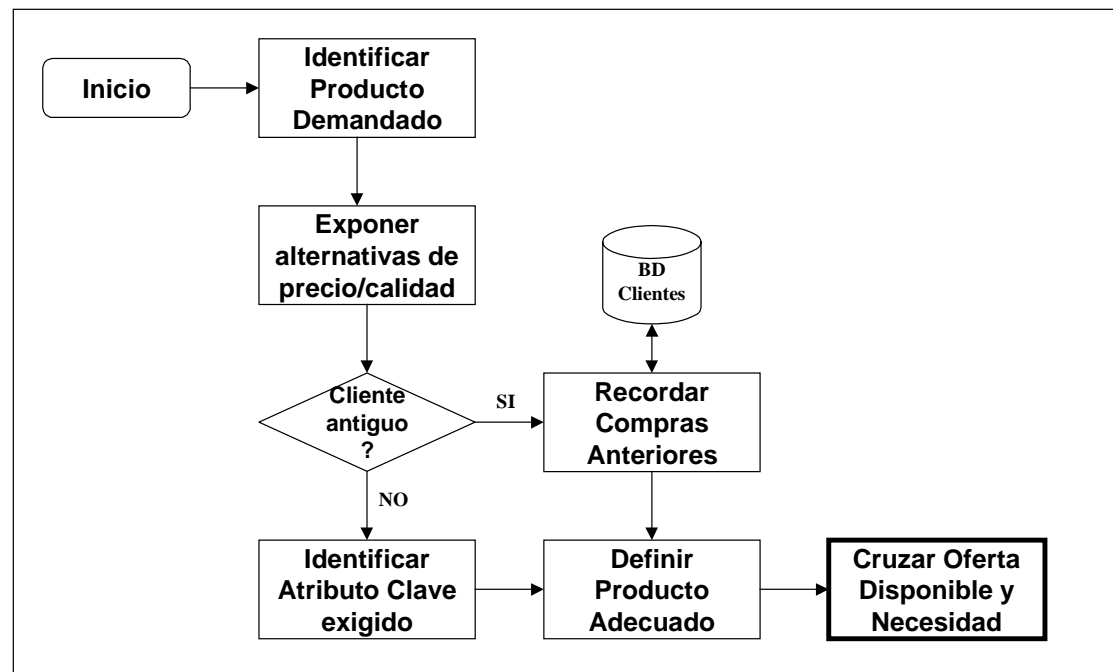 Inicio
Identificar
Producto
Demandado
Exponer
alternativas de
precio/calidad
BD
Clientes
Cliente
antiguo
?
SI
Recordar
Compras
Anteriores
NO
Identificar
Atributo Clave
exigido
Definir
Producto
Adecuado
Cruzar Oferta
Disponible y
Necesidad